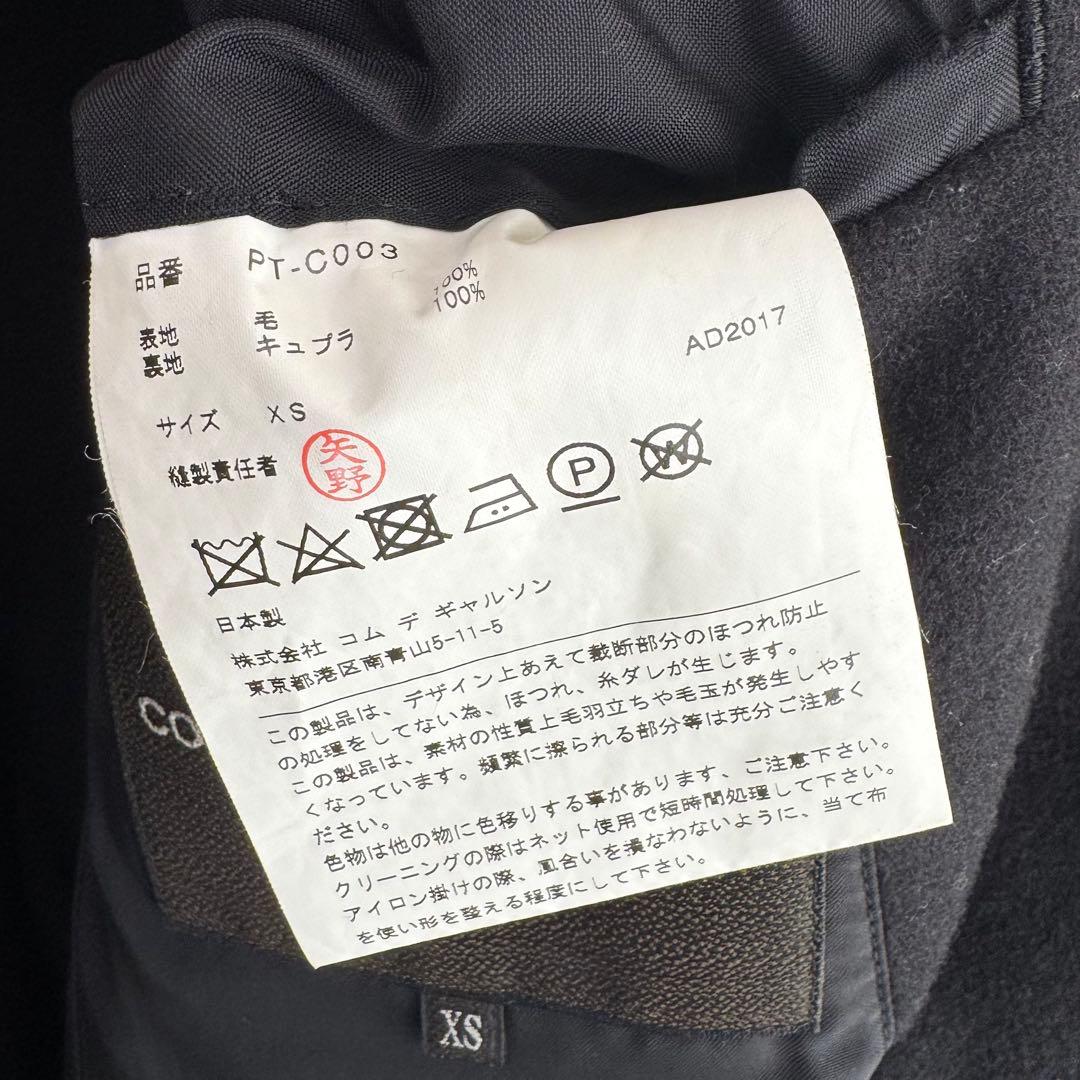 品番 PT-C003
表地 毛 100%
裏地 キュプラ 100%
AD2017
サイズ XS
縫製責任者 矢野
P W
日本製
株式会社 コム デ ギャルソン
東京都港区南青山5-11-5
この製品は、デザイン上あえて裁断部分のほつれ防止
の処理をしてない為、ほつれ、糸ダレが生じます。
この製品は、素材の性質上毛羽立ちや毛玉が発生しやす
くなっています。頻繁に擦られる部分等は充分ご注意く
ださい。
色物は他の物に色移りする事があります、ご注意下さい。
クリーニングの際はネット使用で短時間処理して下さい。
アイロン掛けの際、風合いを損なわないように、当て布
を使い形を整える程度にして下さい。
CO
XS